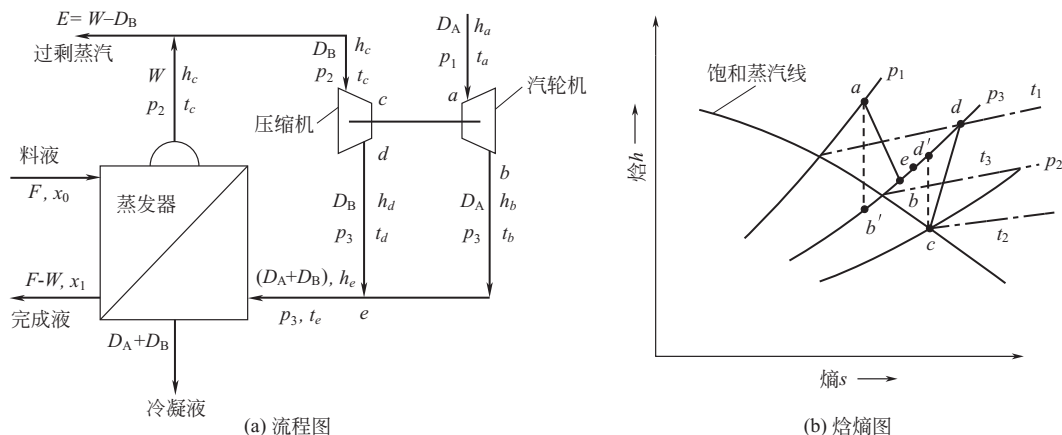 E = W–D_B
过剩蒸汽
W
h_c
p_2
t_c
D_B
h_c
p_2
t_c
D_A
h_a
p_1
t_a
汽轮机
压缩机
c
a
d
b
料液
F, x_0
蒸发器
D_B
h_d
p_3
t_d
D_A
h_b
p_3
t_b
F-W, x_1
完成液
(D_A+D_B), h_e
p_3, t_e
e
D_A+D_B
冷凝液
(a) 流程图
饱和蒸汽线
焓h
a
p_1
d
p_3
t_1
d′
e
t_3
p_2
b
b′
c
t_2
熵s
(b) 焓熵图